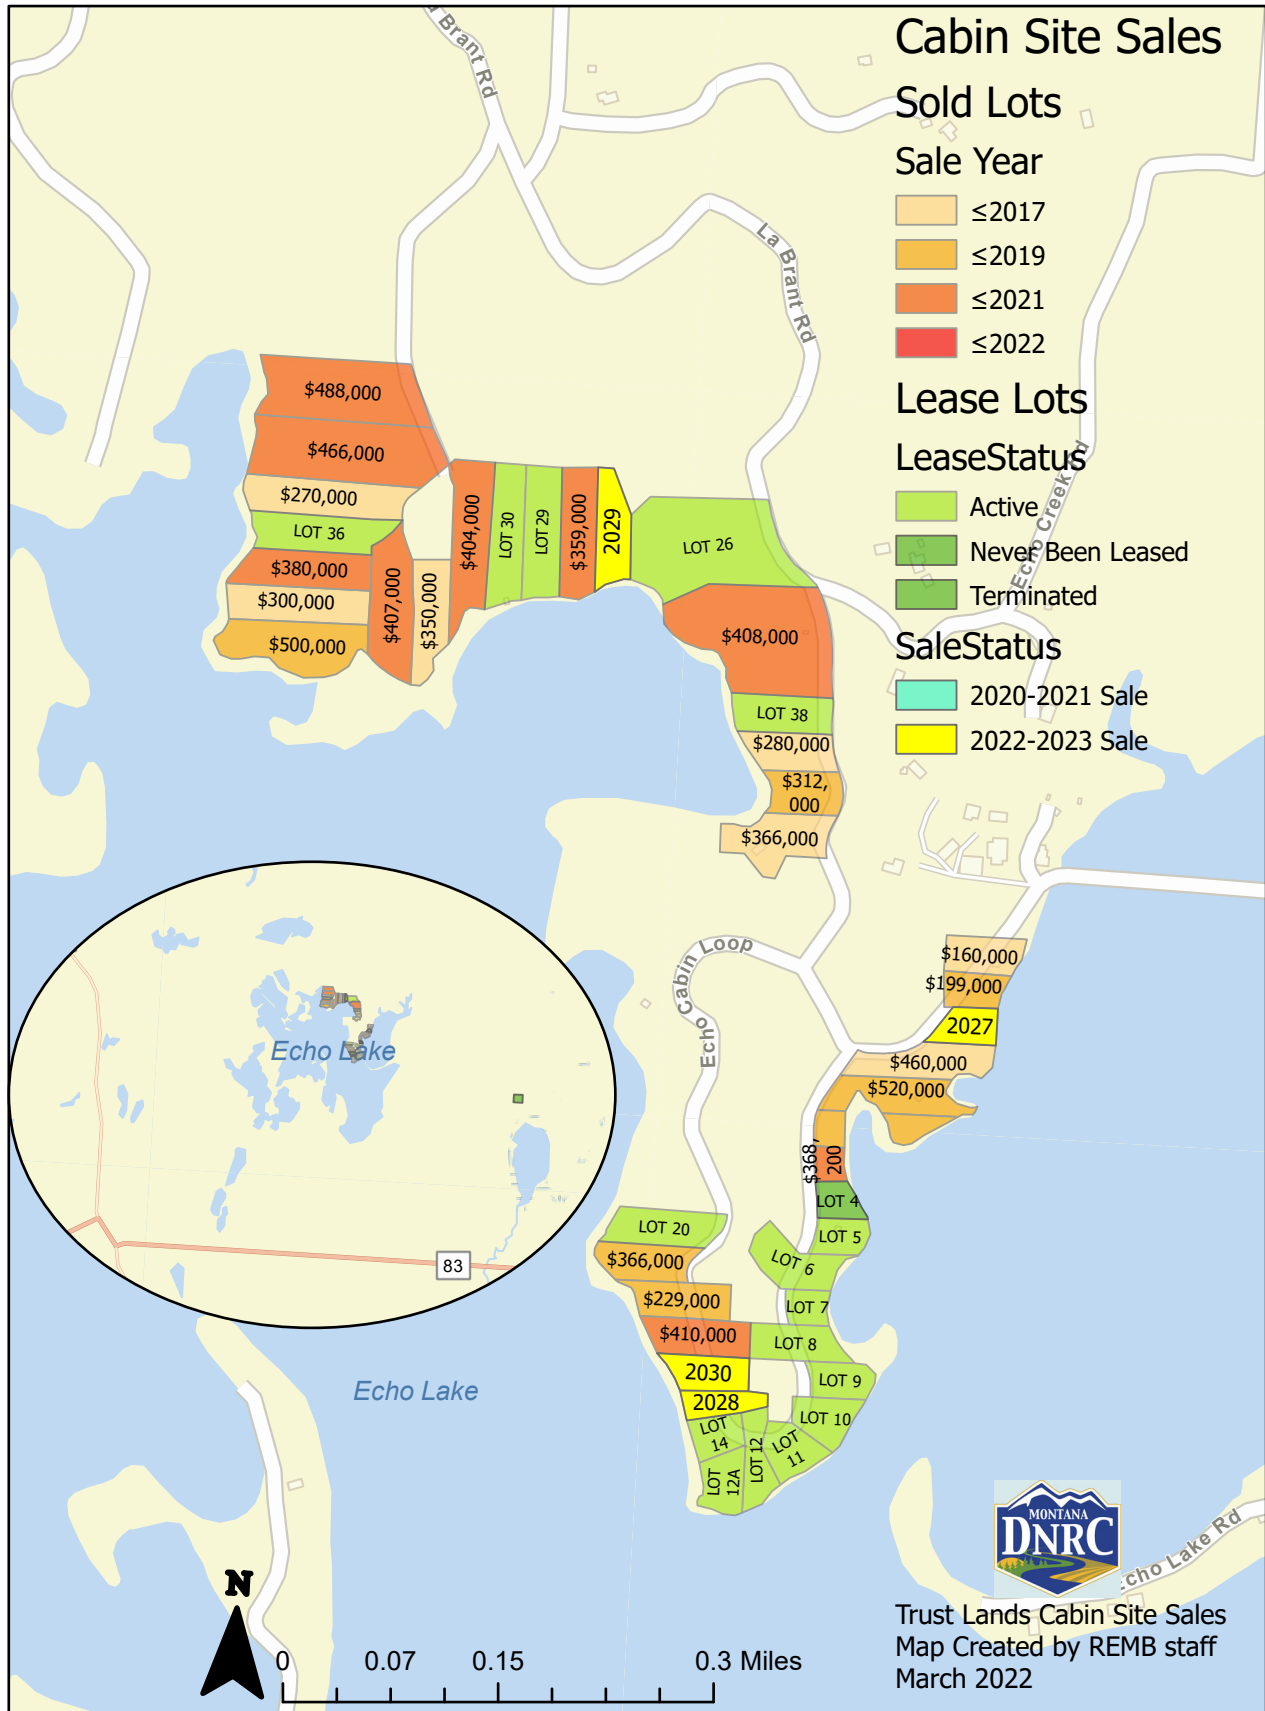 Cabin Site Sales
Sold Lots
Sale Year
≤2017
≤2019
≤2021
≤2022
Lease Lots
LeaseStatus
Active
Never Been Leased
Terminated
SaleStatus
2020-2021 Sale
2022-2023 Sale
Brant Rd
La Brant Rd
Echo Creek Rd
$488,000
$466,000
$270,000
LOT 36
$380,000
$300,000
$500,000
$407,000
$350,000
$404,000
LOT 30
LOT 29
$359,000
2029
LOT 26
$408,000
LOT 38
$280,000
$312,
000
$366,000
Echo Cabin Loop
$160,000
$199,000
2027
$460,000
$520,000
$368,
200
LOT 4
LOT 5
LOT 6
LOT 7
LOT 8
LOT 9
LOT 10
LOT
11
LOT 12
LOT
12A
LOT
14
2028
2030
$410,000
$229,000
$366,000
LOT 20
Echo Lake
83
Echo Lake
N
0 0.07 0.15 0.3 Miles
MONTANA
DNRC
Echo Lake Rd
Trust Lands Cabin Site Sales
Map Created by REMB staff
March 2022